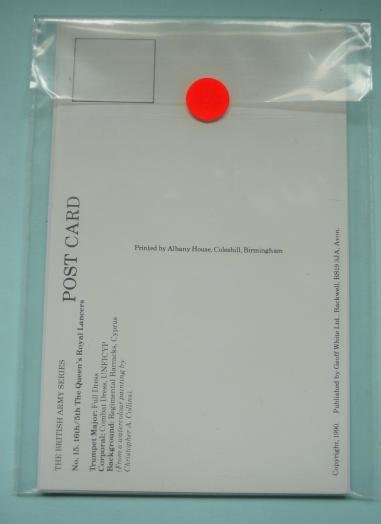 THE BRITISH ARMY SERIES
POST CARD
No. 15. 16th/5th The Queen's Royal Lancers
Trumpet Major: Full Dress
Corporal: Combat Dress, UNFICYP
Background: Regimental Barracks, Cyprus
(From a watercolour painting by
Christopher A. Collins).
Printed by Albany House, Coleshill, Birmingham
Copyright, 1990. Published by Geoff White Ltd., Backwell, BS19 3JA, Avon.